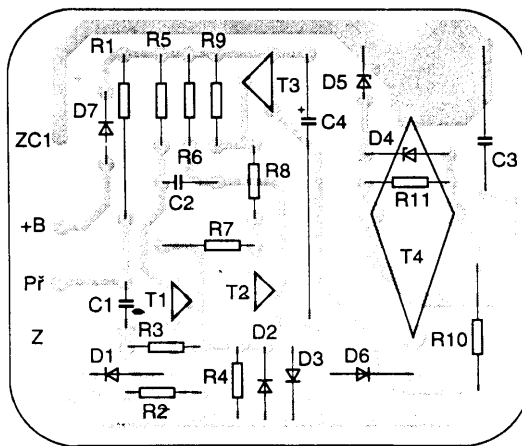 R1 R5 R9
T3
D5
D7
ZC1
C4
D4
C3
R6
R8
C2
R11
+B
R7
T4
Př
T1
T2
C1
Z
R3
R10
D1
D2
D3
D6
R4
R2